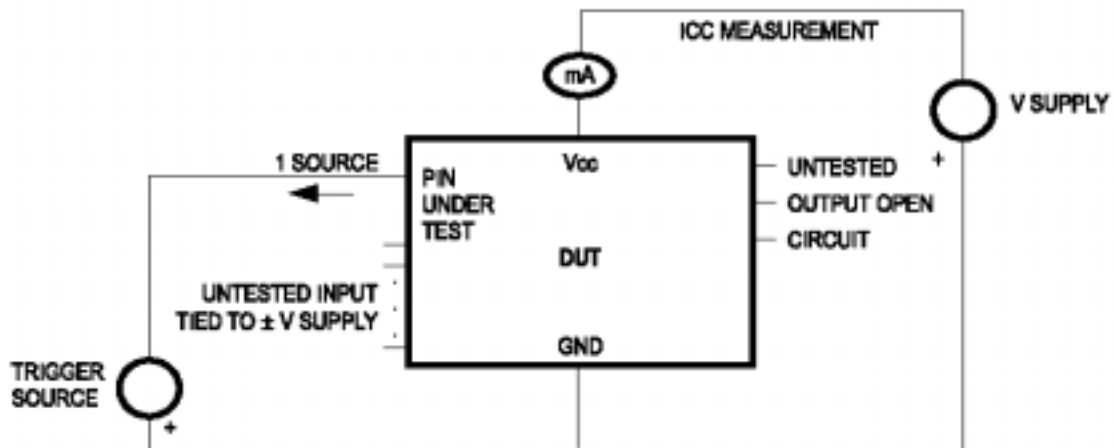 ICC MEASUREMENT
mA
V SUPPLY
+
1 SOURCE
Vcc
PIN
UNDER
TEST
UNTESTED
OUTPUT OPEN
CIRCUIT
DUT
UNTESTED INPUT
TIED TO ± V SUPPLY
GND
TRIGGER
SOURCE
+